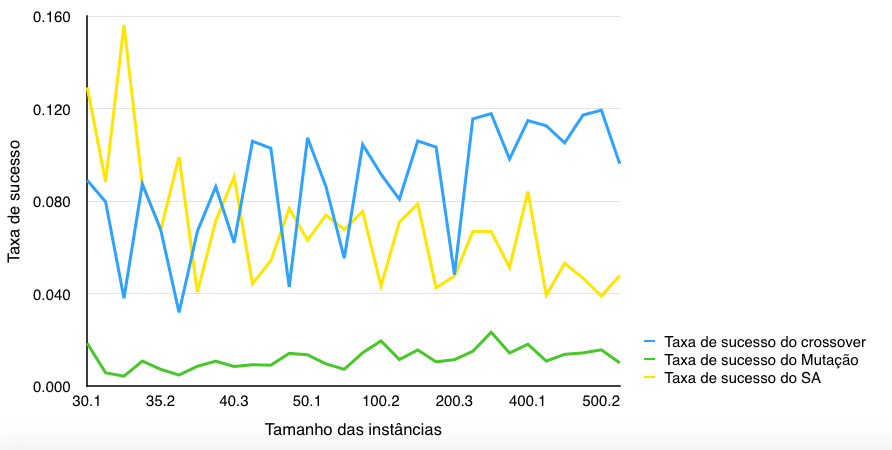 0.160
0.120
0.080
0.040
0.000
Taxa de sucesso
30.1 35.2 40.3 50.1 100.2 200.3 400.1 500.2
Tamanho das instâncias
Taxa de sucesso do crossover
Taxa de sucesso do Mutação
Taxa de sucesso do SA